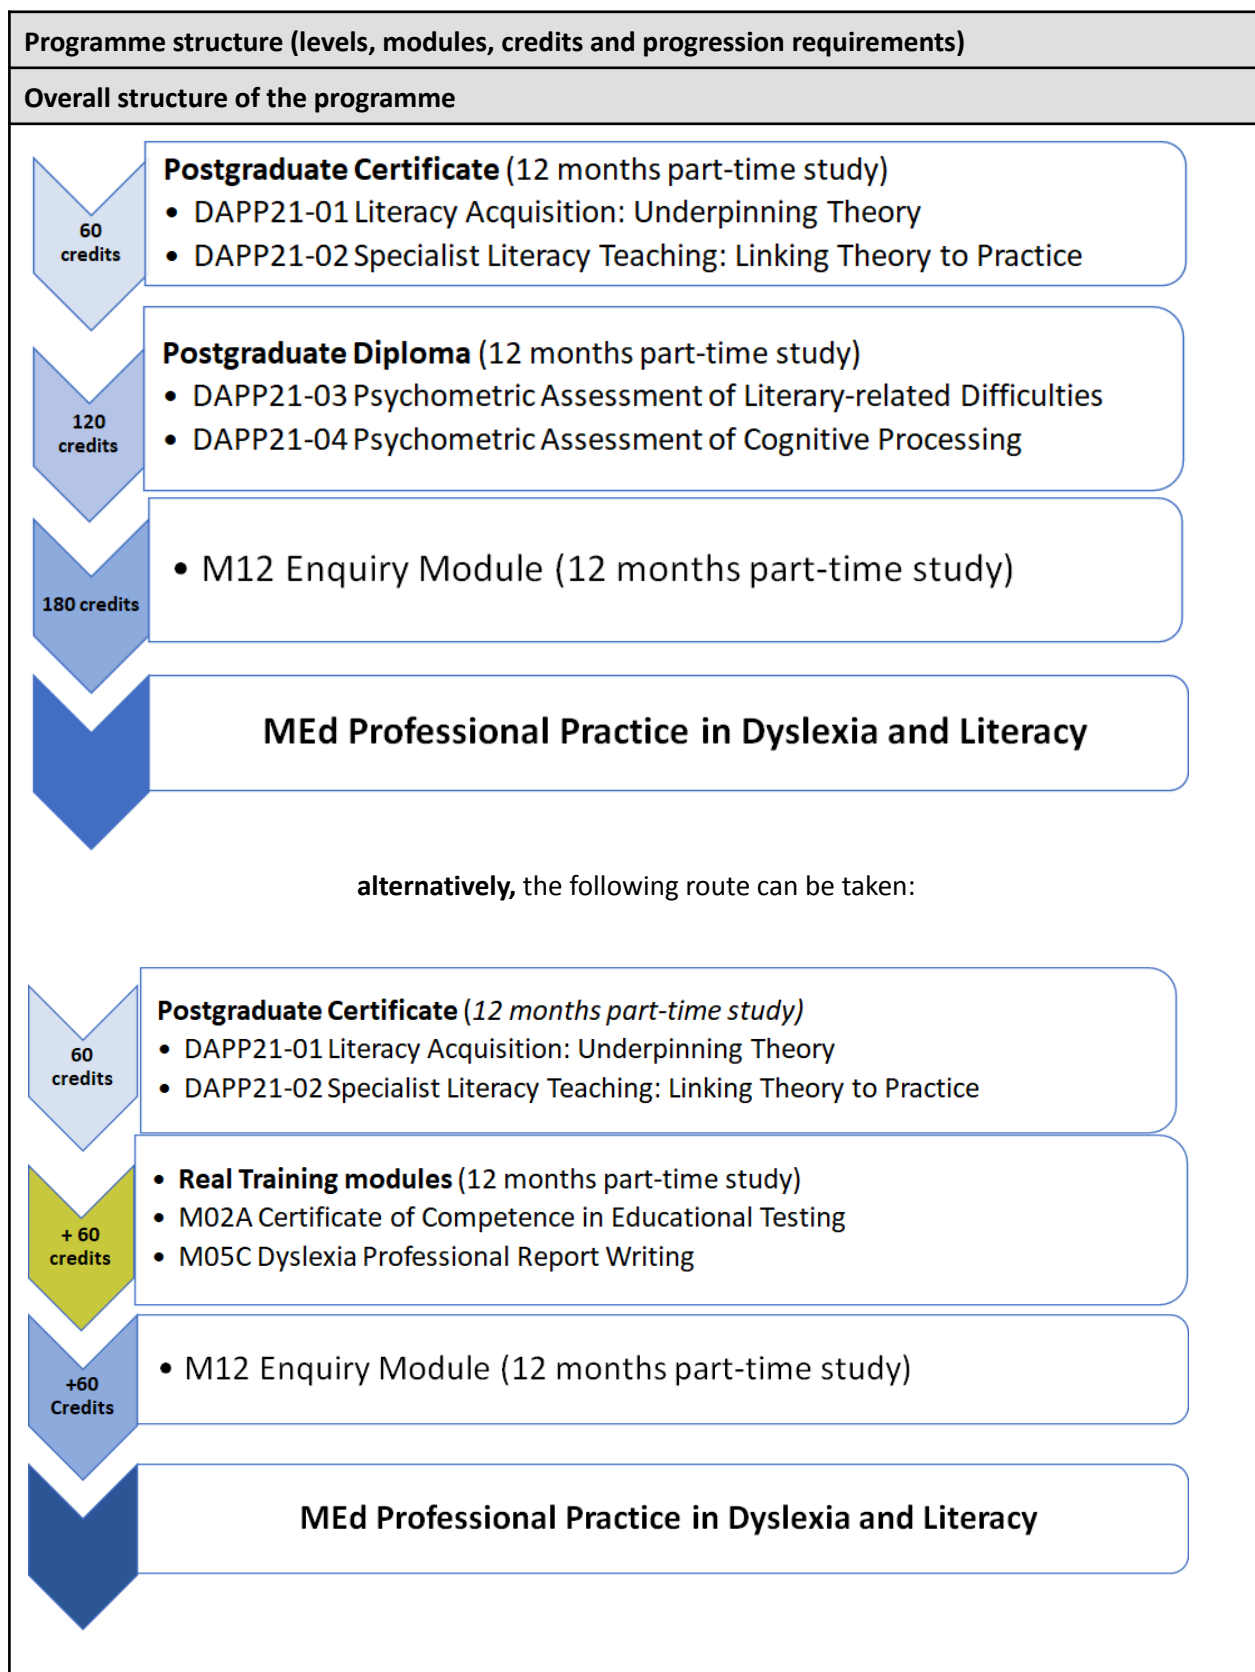 Programme structure (levels, modules, credits and progression requirements)
Overall structure of the programme
60
credits
Postgraduate Certificate (12 months part-time study)
• DAPP21-01 Literacy Acquisition: Underpinning Theory
• DAPP21-02 Specialist Literacy Teaching: Linking Theory to Practice
120
credits
Postgraduate Diploma (12 months part-time study)
• DAPP21-03 Psychometric Assessment of Literary-related Difficulties
• DAPP21-04 Psychometric Assessment of Cognitive Processing
180 credits
• M12 Enquiry Module (12 months part-time study)
MEd Professional Practice in Dyslexia and Literacy
alternatively, the following route can be taken:
60
credits
Postgraduate Certificate (12 months part-time study)
• DAPP21-01 Literacy Acquisition: Underpinning Theory
• DAPP21-02 Specialist Literacy Teaching: Linking Theory to Practice
+ 60
credits
• Real Training modules (12 months part-time study)
• M02A Certificate of Competence in Educational Testing
• M05C Dyslexia Professional Report Writing
+60
Credits
• M12 Enquiry Module (12 months part-time study)
MEd Professional Practice in Dyslexia and Literacy